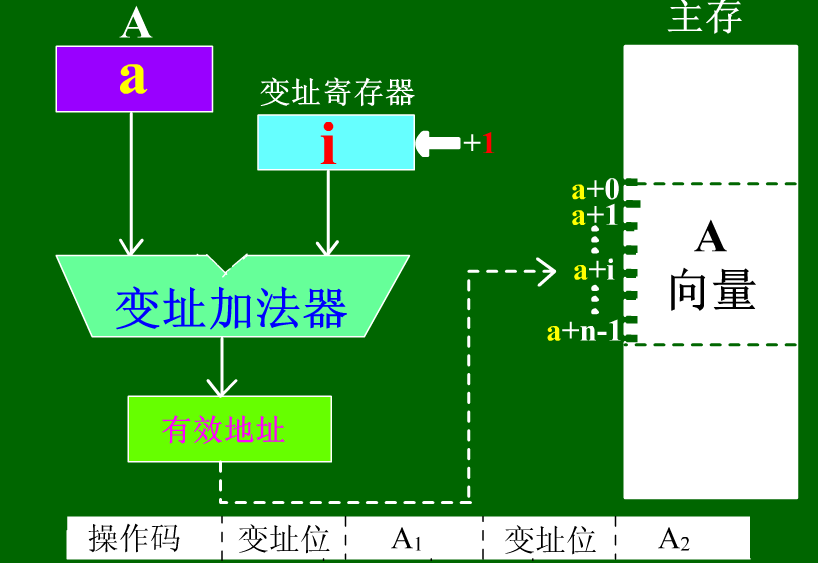 A
a
变址寄存器
i
+1
变址加法器
有效地址
主存
a+0
a+1
a+i
a+n-1
A
向量
操作码 变址位 A1 变址位 A2